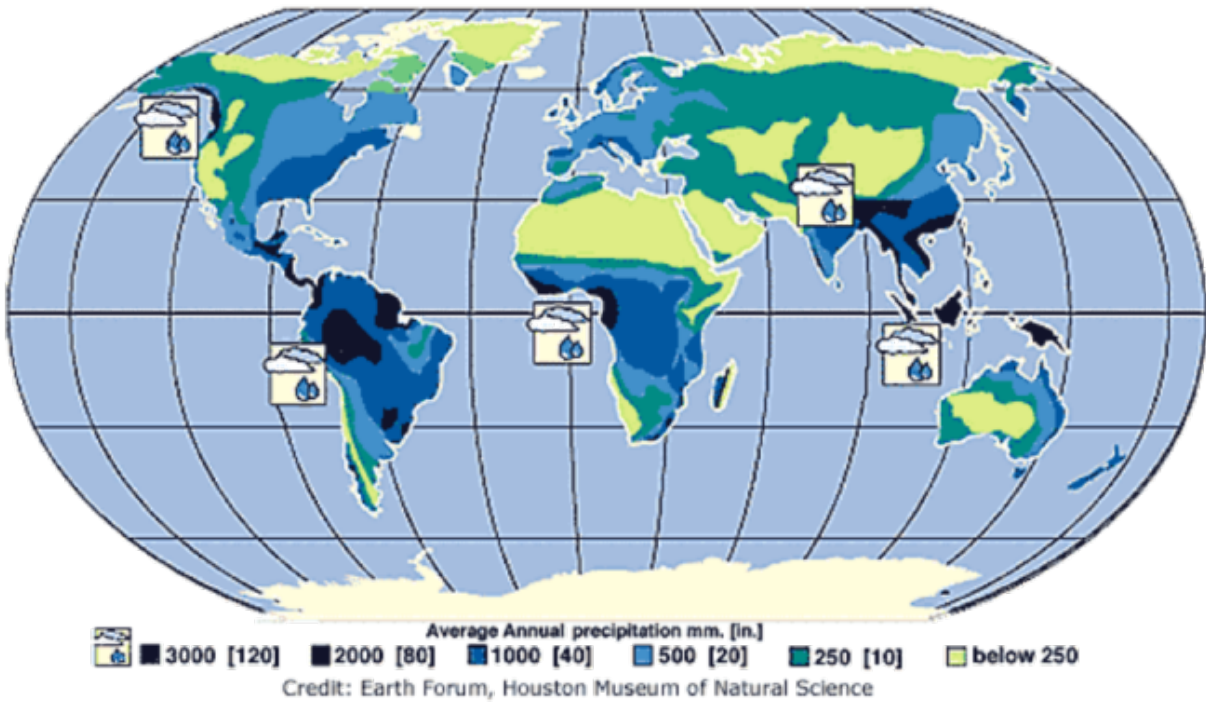 Average Annual precipitation mm. [in.]
3000 [120] 2000 [80] 1000 [40] 500 [20] 250 [10] below 250
Credit: Earth Forum, Houston Museum of Natural Science